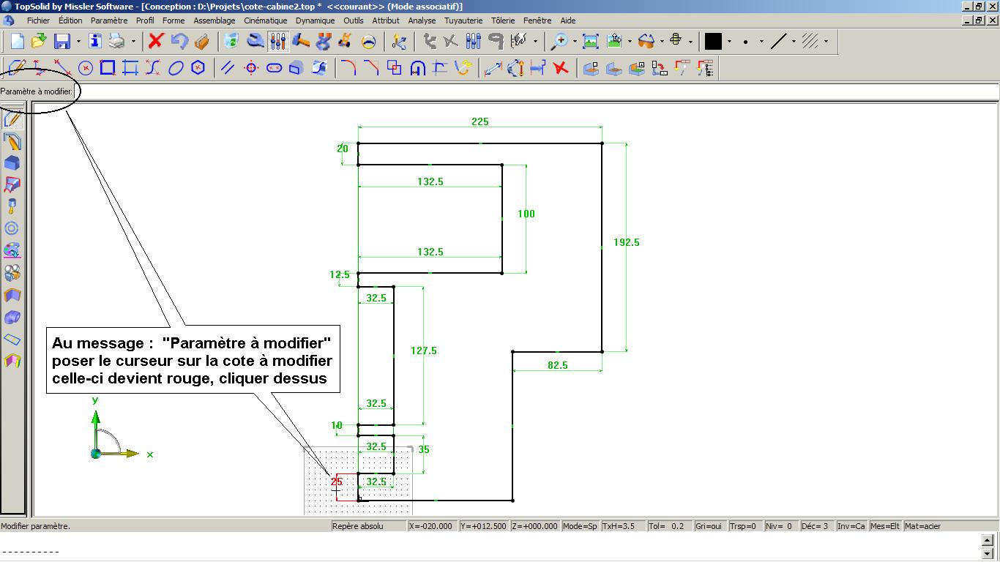 TopSolid by Missler Software - [Conception : D:\Projets\cote-cabine2.top *  <<courant>> (Mode associatif)]
Fichier Édition Paramètre Profil Forme Assemblage Cinématique Dynamique Outils Attribut Analyse Tuyauterie Tôlerie Fenêtre Aide
Paramètre à modifier:
225
20
132.5
100
192.5
132.5
12.5
32.5
Au message :  "Paramètre à modifier"
poser le curseur sur la cote à modifier
celle-ci devient rouge, cliquer dessus
127.5
82.5
y
32.5
10
32.5
35
x
25
32.5
Modifier paramètre. Repère absolu X=-020.000 Y=+012.500 Z=+000.000 Mode=Sp TxH=3.5 Tol=  0.2 Gri=oui Trsp=0 Niv= 0 Déc= 3 Inv=Ca Mes=Elt Mat=acier
----------